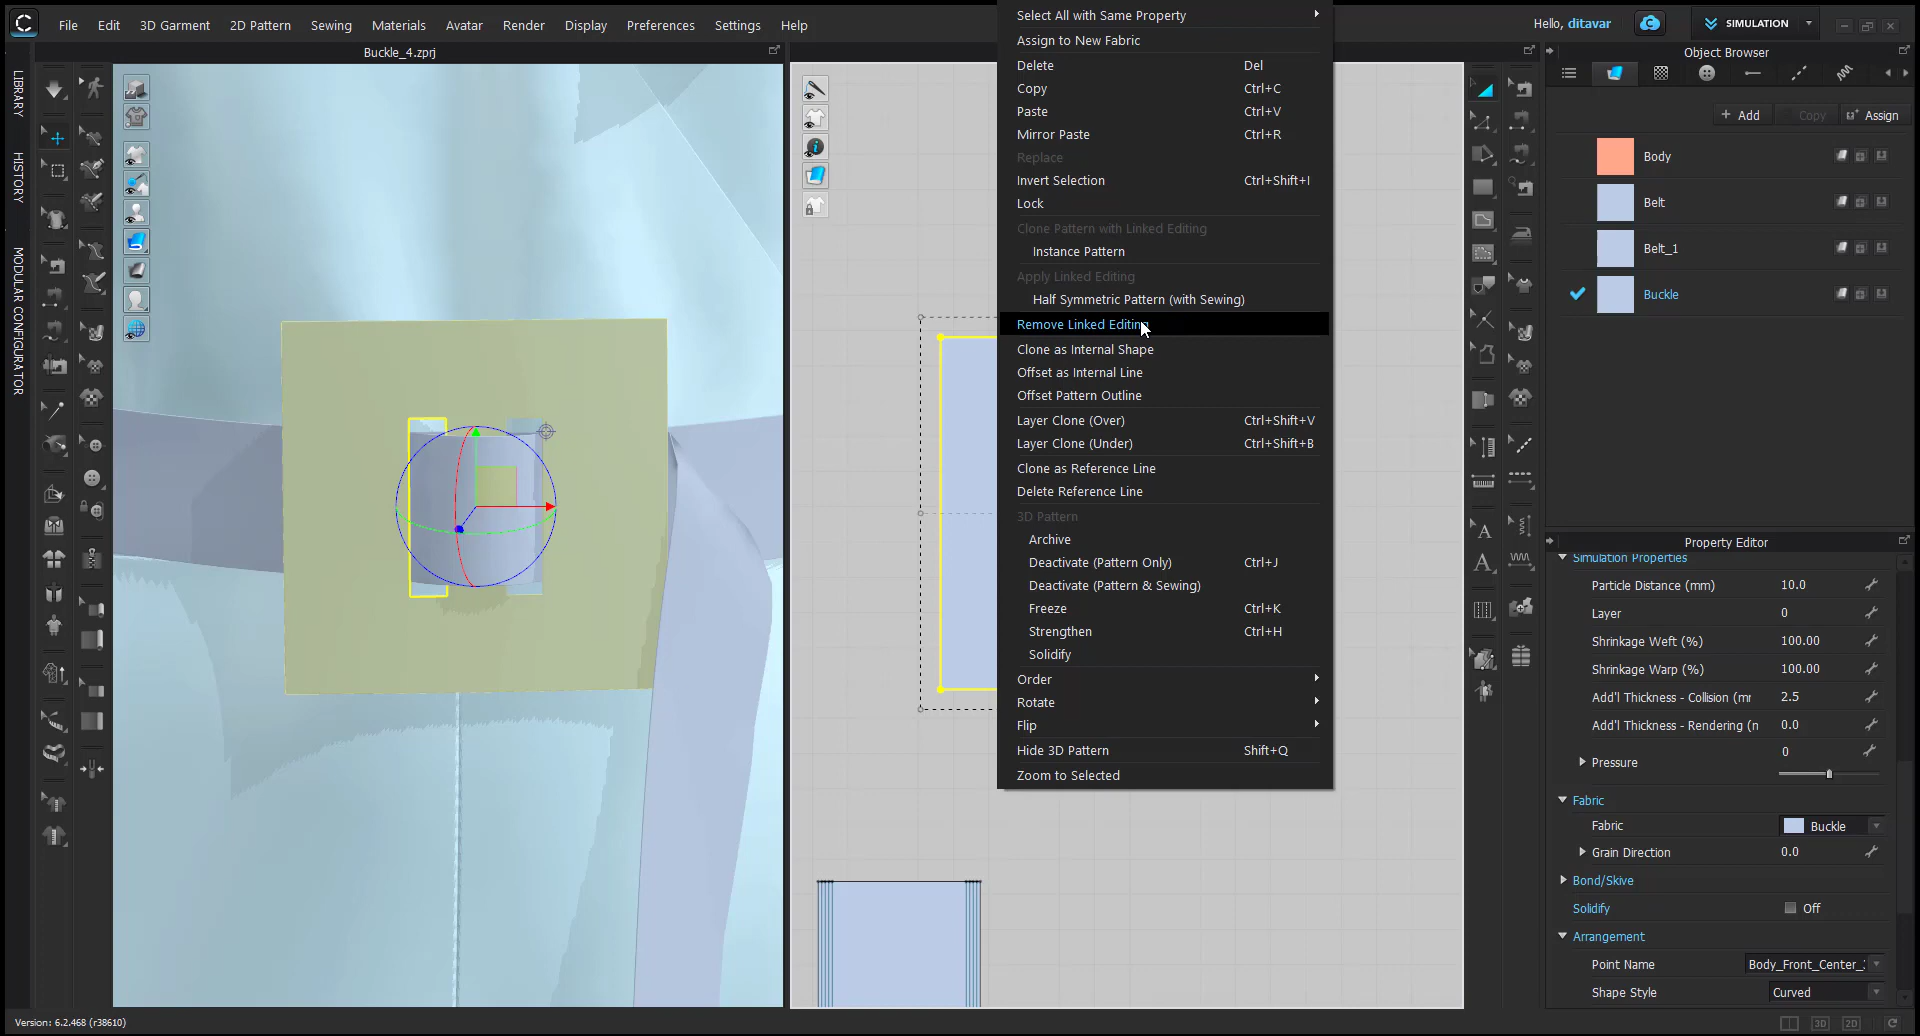 File
Edit
3D Garment
2D Pattern
Sewing
Materials
Avatar
Render
Display
Preferences
Settings
Help
Hello, ditavar
SIMULATION
Buckle_4.zprj
LIBRARY
HISTORY
MODULAR CONFIGURATOR
Select All with Same Property
Assign to New Fabric
Delete Del
Copy Ctrl+C
Paste Ctrl+V
Mirror Paste Ctrl+R
Replace
Invert Selection Ctrl+Shift+I
Lock
Clone Pattern with Linked Editing
Instance Pattern
Apply Linked Editing
Half Symmetric Pattern (with Sewing)
Remove Linked Editing
Clone as Internal Shape
Offset as Internal Line
Offset Pattern Outline
Layer Clone (Over) Ctrl+Shift+V
Layer Clone (Under) Ctrl+Shift+B
Clone as Reference Line
Delete Reference Line
3D Pattern
Archive
Deactivate (Pattern Only) Ctrl+J
Deactivate (Pattern & Sewing)
Freeze Ctrl+K
Strengthen Ctrl+H
Solidify
Order
Rotate
Flip
Hide 3D Pattern Shift+Q
Zoom to Selected
Object Browser
+ Add
Copy
Assign
Body
Belt
Belt_1
Buckle
Property Editor
Simulation Properties
Particle Distance (mm) 10.0
Layer 0
Shrinkage Weft (%) 100.00
Shrinkage Warp (%) 100.00
Add'l Thickness - Collision (mr 2.5
Add'l Thickness - Rendering (n 0.0
Pressure 0
Fabric
Fabric Buckle
Grain Direction 0.0
Bond/Skive
Solidify Off
Arrangement
Point Name Body_Front_Center_
Shape Style Curved
Version: 6.2.468 (r38610)
3D
2D